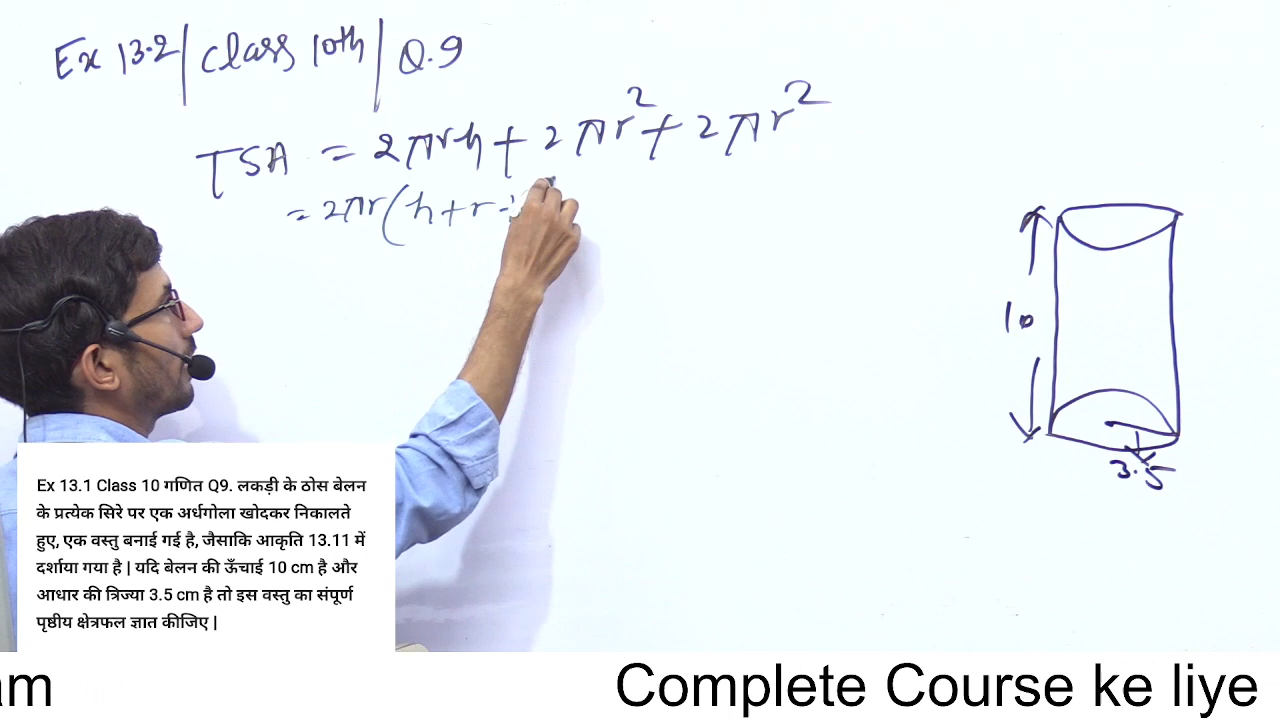 Ex 13.2 | Class 10th | Q.9
TSA = 2πrh + 2πr² + 2πr²
= 2πr(h+r+
10
3.5
Ex 13.1 Class 10 गणित Q9. लकड़ी के ठोस बेलन
के प्रत्येक सिरे पर एक अर्धगोला खोदकर निकालते
हुए, एक वस्तु बनाई गई है, जैसाकि आकृति 13.11 में
दर्शाया गया है | यदि बेलन की ऊँचाई 10 cm है और
आधार की त्रिज्या 3.5 cm है तो इस वस्तु का संपूर्ण
पृष्ठीय क्षेत्रफल ज्ञात कीजिए |
am Complete Course ke liye